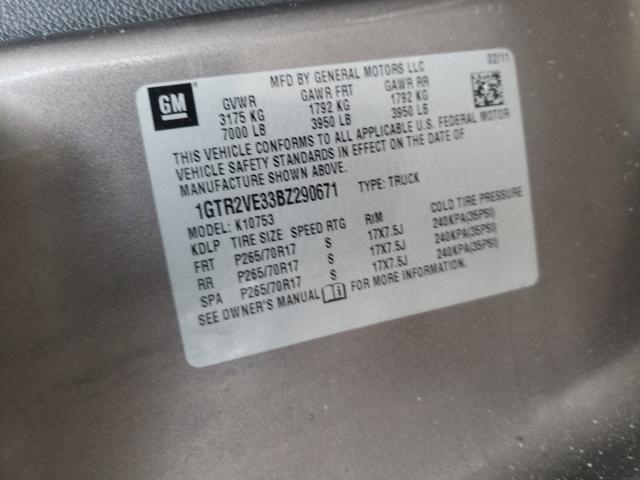 GM
MFD BY GENERAL MOTORS LLC 02/11
GVWR GAWR FRT GAWR RR
3175 KG 1792 KG 1792 KG
7000 LB 3950 LB 3950 LB
THIS VEHICLE CONFORMS TO ALL APPLICABLE U.S. FEDERAL MOTOR
VEHICLE SAFETY STANDARDS IN EFFECT ON THE DATE OF
MANUFACTURE SHOWN ABOVE.
1GTR2VE33BZ290671 TYPE: TRUCK
MODEL: K10753
KDLP TIRE SIZE SPEED RTG RIM COLD TIRE PRESSURE
FRT P265/70R17 S 17X7.5J 240KPA(35PSI)
RR P265/70R17 S 17X7.5J 240KPA(35PSI)
SPA P265/70R17 S 17X7.5J 240KPA(35PSI)
SEE OWNER'S MANUAL FOR MORE INFORMATION.